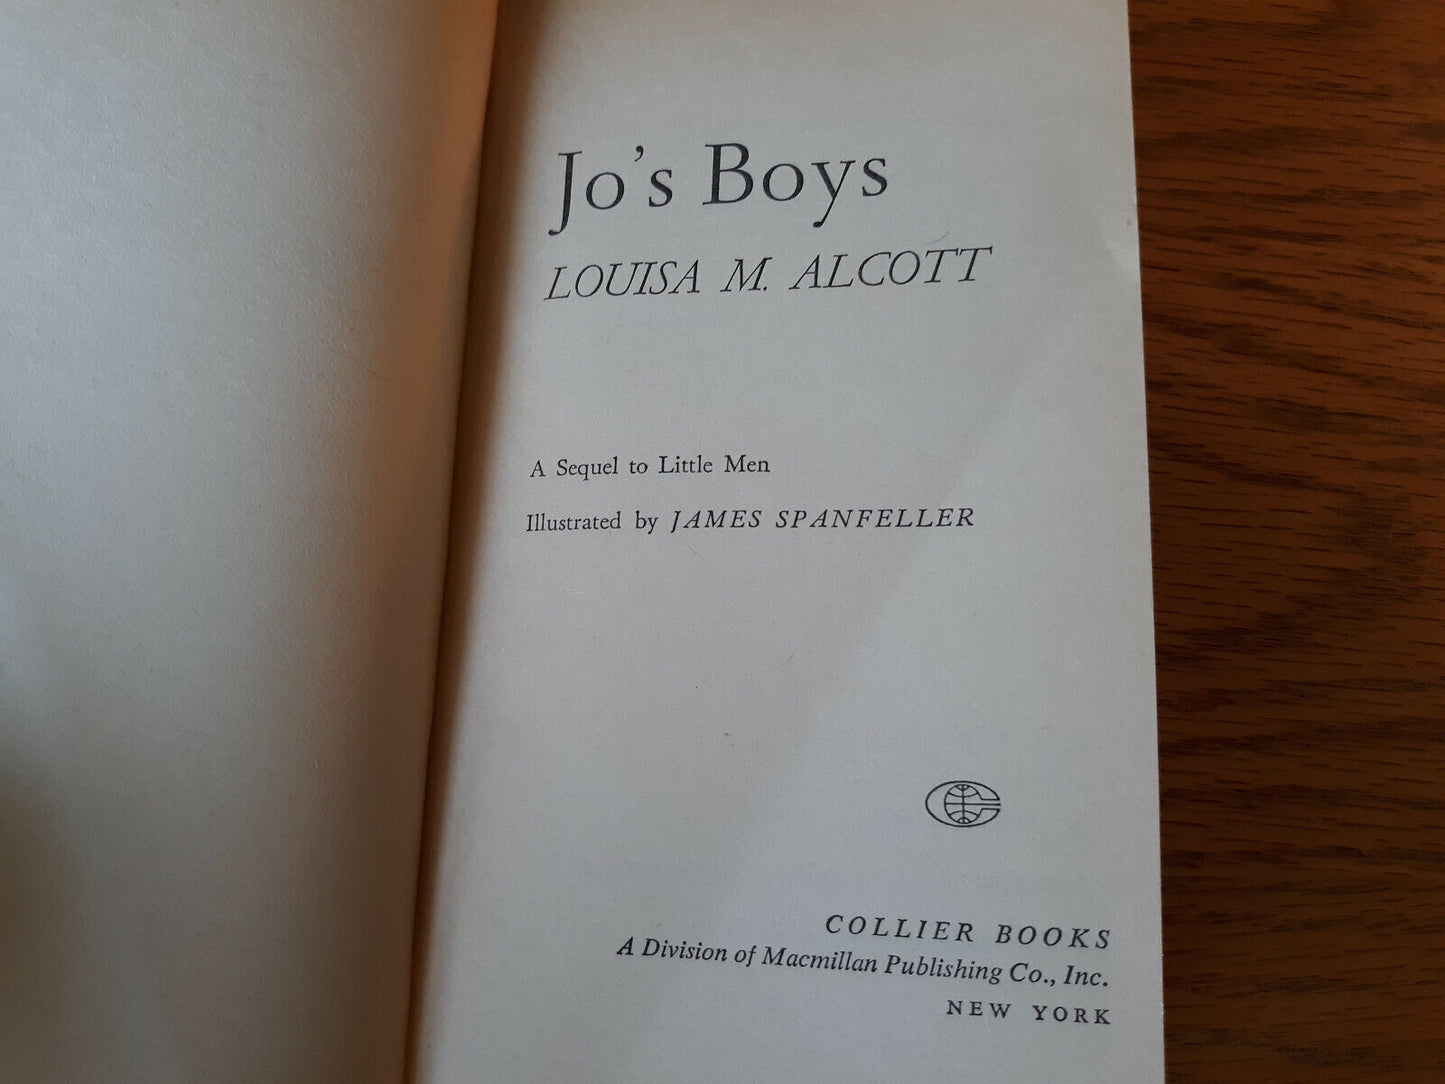 Jo's Boys
LOUISA M. ALCOTT
A Sequel to Little Men
Illustrated by JAMES SPANFELLER
COLLIER BOOKS
A Division of Macmillan Publishing Co., Inc.
NEW YORK